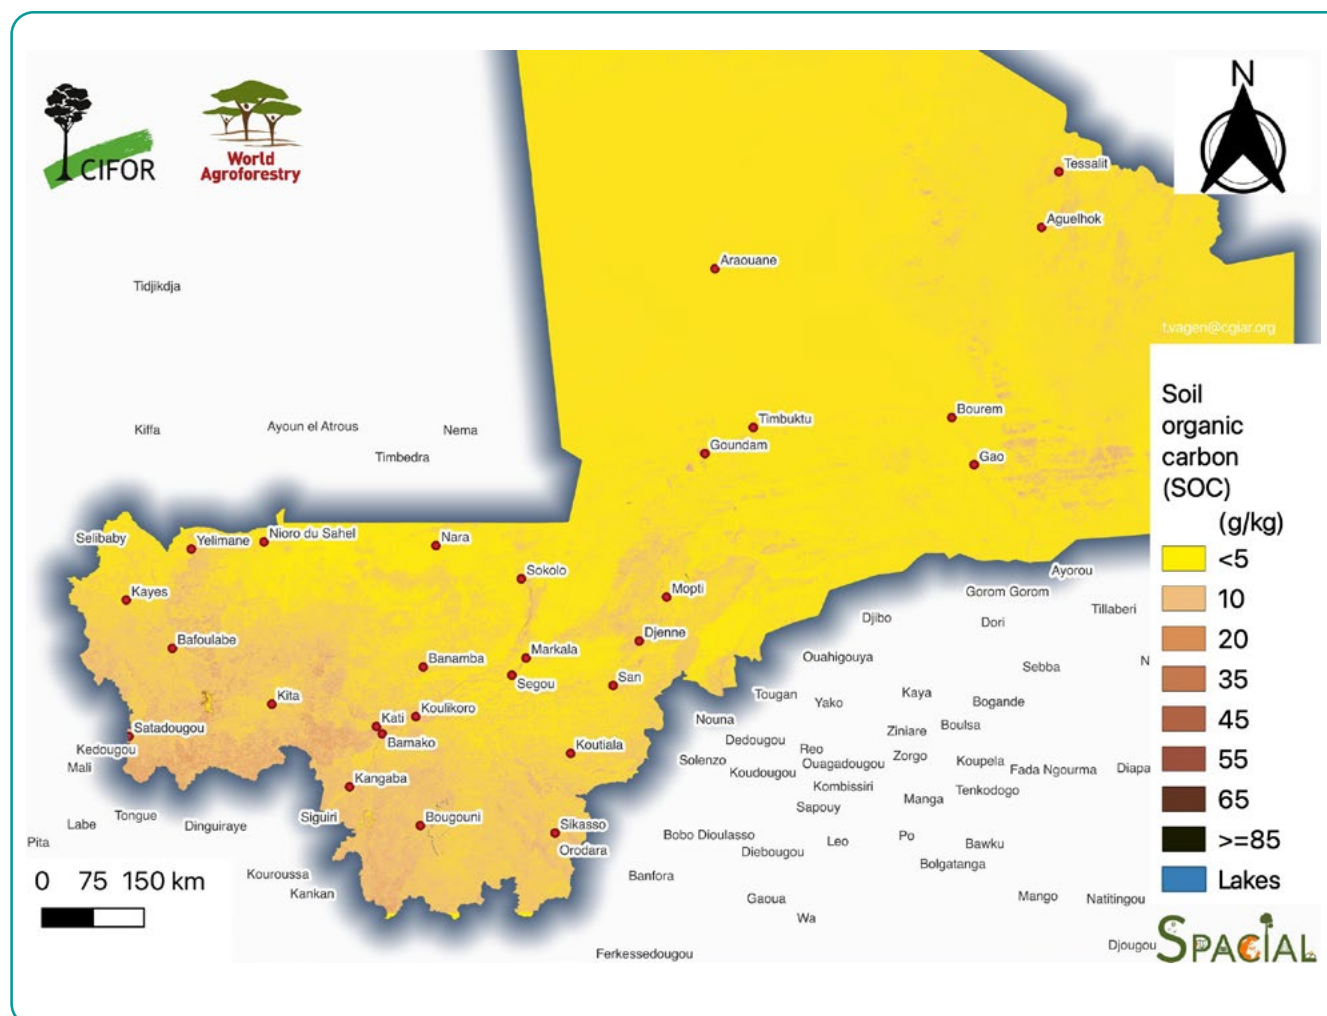 CIFOR
World
Agroforestry
N
Tessalit
Aguelhok
Araouane
Tidjikdja
t.vagen@cgiar.org
Kiffa
Ayoun el Atrous
Nema
Timbedra
Timbuktu
Goundam
Bourem
Gao
Selibaby
Yelimane
Nioro du Sahel
Nara
Sokolo
Kayes
Mopti
Bafoulabe
Djenne
Banamba
Markala
Segou
San
Kita
Kati
Koulikoro
Bamako
Satadougou
Kedougou
Mali
Koutiala
Kangaba
Bougouni
Sikasso
Orodara
Siguiri
Tongue
Labe
Dinguiraye
Pita
Kouroussa
Kankan
Ayorou
Gorom Gorom
Tillaberi
Djibo
Dori
Ouahigouya
Sebba
N
Tougan
Yako
Kaya
Bogande
Nouna
Ziniare
Boulsa
Dedougou
Reo
Solenzo
Ouagadougou
Zorgo
Koupela
Fada Ngourma
Diapa
Koudougou
Kombissiri
Tenkodogo
Sapouy
Manga
Bobo Dioulasso
Leo
Po
Bawku
Diebougou
Bolgatanga
Banfora
Gaoua
Mango
Natitingou
Wa
Djougou
Ferkessedougou
0 75 150 km
Soil
organic
carbon
(SOC)
(g/kg)
<5
10
20
35
45
55
65
>=85
Lakes
SPACIAL